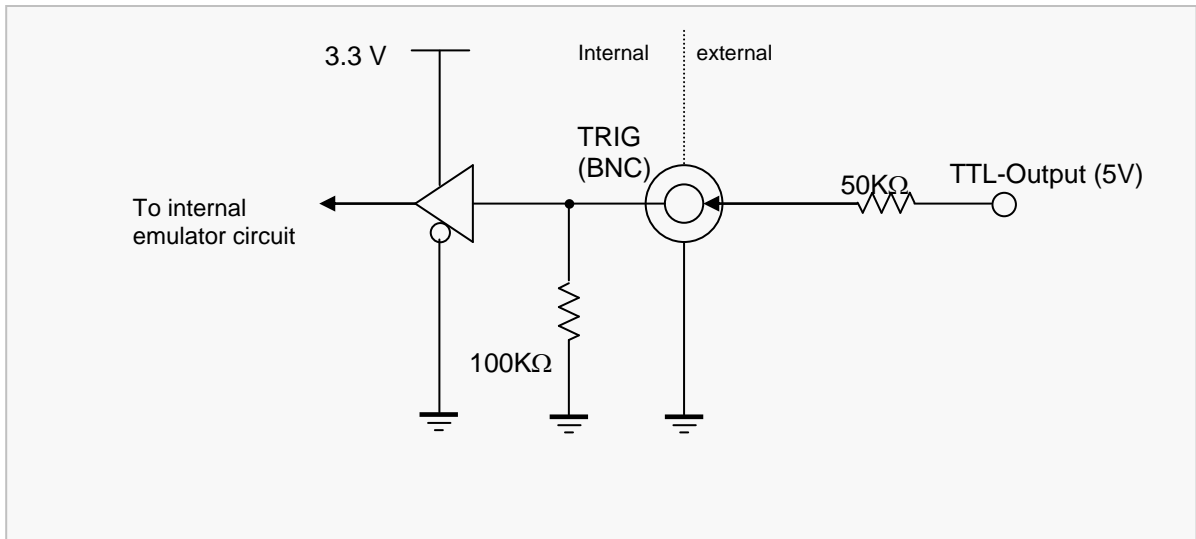 3.3 V
Internal
external
TRIG
(BNC)
50KΩ
TTL-Output (5V)
To internal
emulator circuit
100KΩ